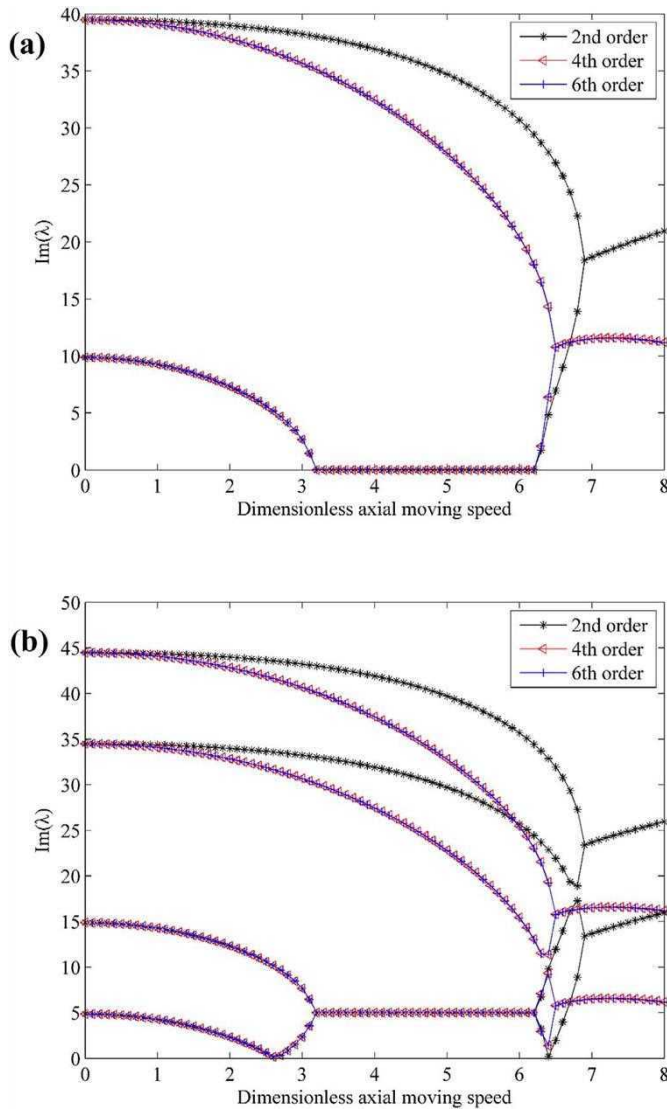 (a)
40
35
30
25
20
15
10
5
0
Im(λ)
2nd order
4th order
6th order
0 1 2 3 4 5 6 7 8
Dimensionless axial moving speed
(b)
50
45
40
35
30
25
20
15
10
5
0
Im(λ)
2nd order
4th order
6th order
0 1 2 3 4 5 6 7 8
Dimensionless axial moving speed